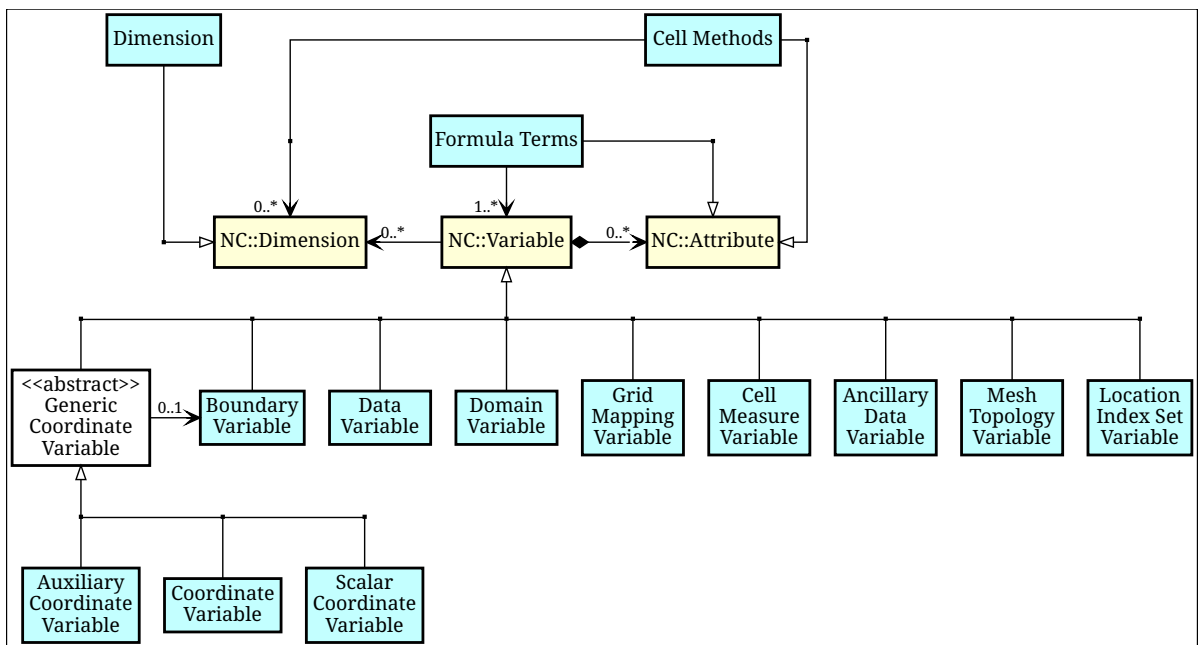 Dimension
Cell Methods
Formula Terms
0..*
1..*
NC::Dimension
0..*
NC::Variable
0..*
NC::Attribute
<<abstract>>
Generic
Coordinate
Variable
0..1
Boundary
Variable
Data
Variable
Domain
Variable
Grid
Mapping
Variable
Cell
Measure
Variable
Ancillary
Data
Variable
Mesh
Topology
Variable
Location
Index Set
Variable
Auxiliary
Coordinate
Variable
Coordinate
Variable
Scalar
Coordinate
Variable